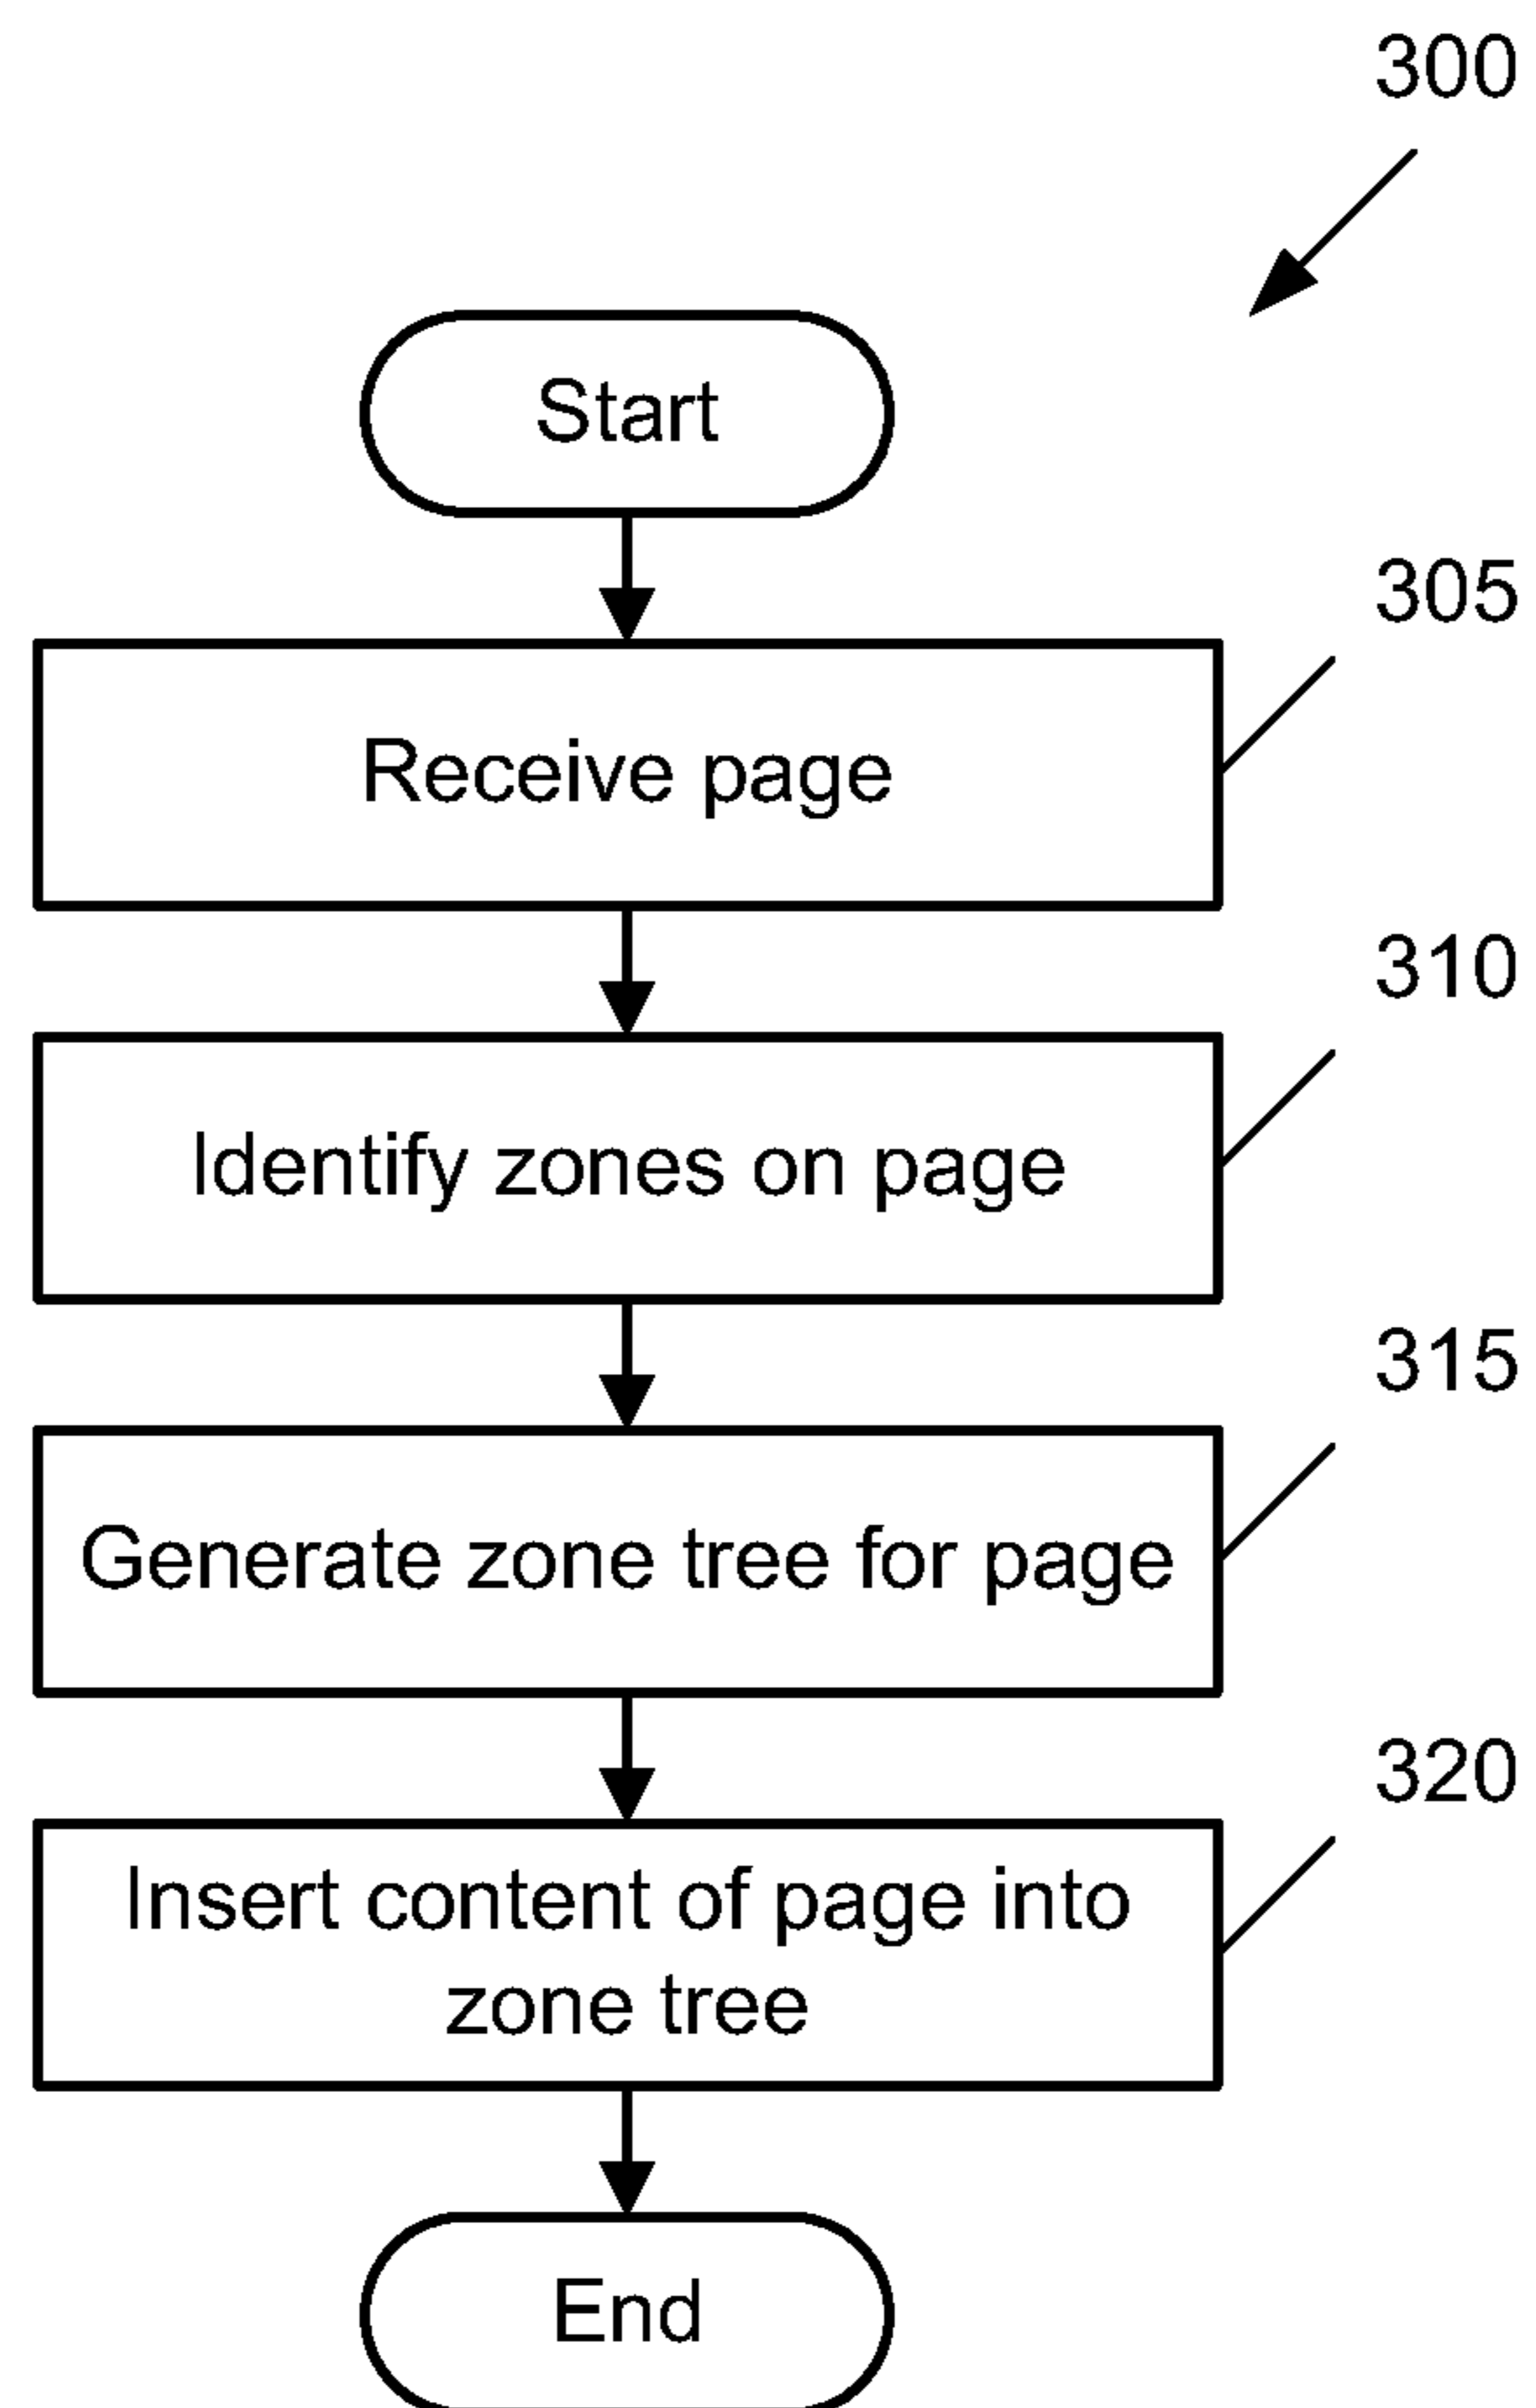 300
Start
305
Receive page
310
Identify zones on page
315
Generate zone tree for page
320
Insert content of page into
zone tree
End